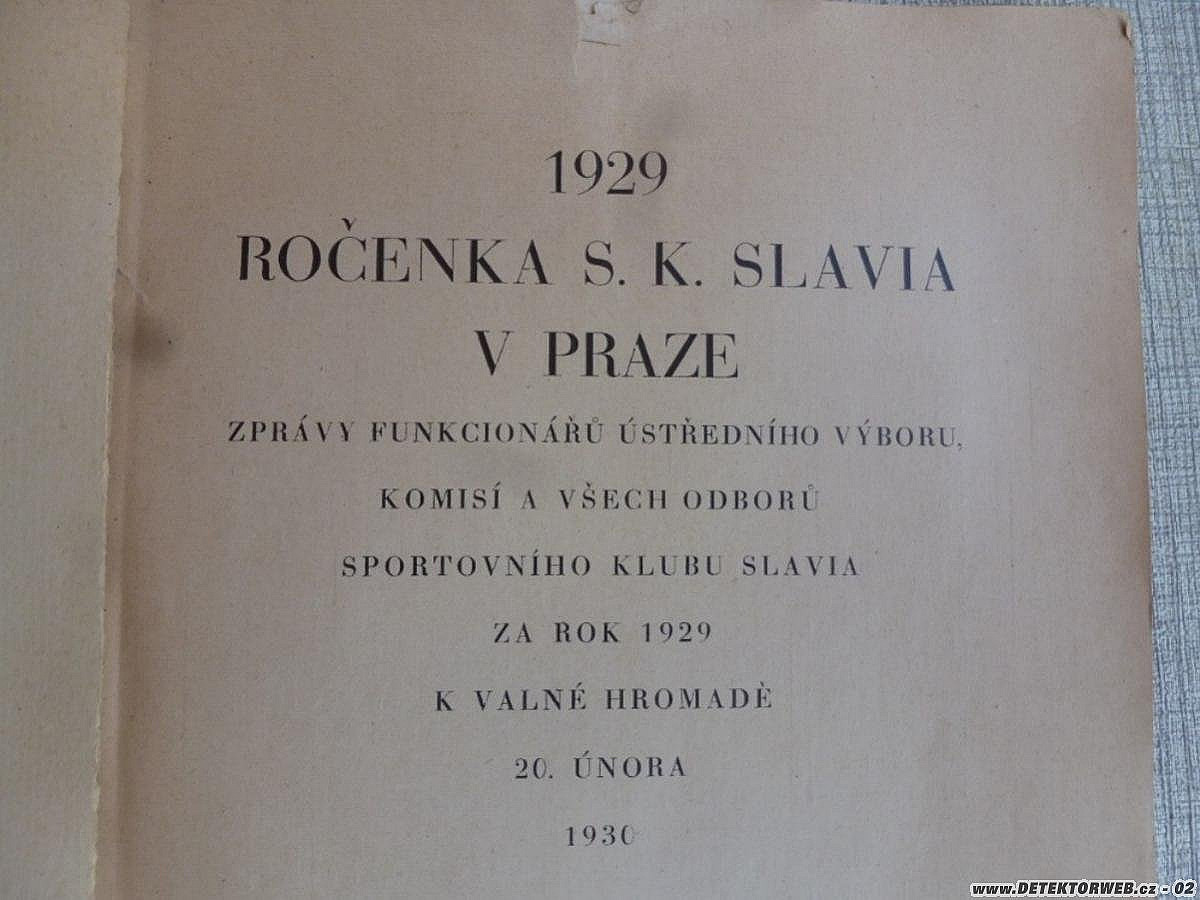 1929
ROČENKA S. K. SLAVIA
V PRAZE
ZPRÁVY FUNKCIONÁŘŮ ÚSTŘEDNÍHO VÝBORU,
KOMISÍ A VŠECH ODBORŮ
SPORTOVNÍHO KLUBU SLAVIA
ZA ROK 1929
K VALNÉ HROMADĚ
20. ÚNORA
1930
www.DETEKTORWEB.cz - 02